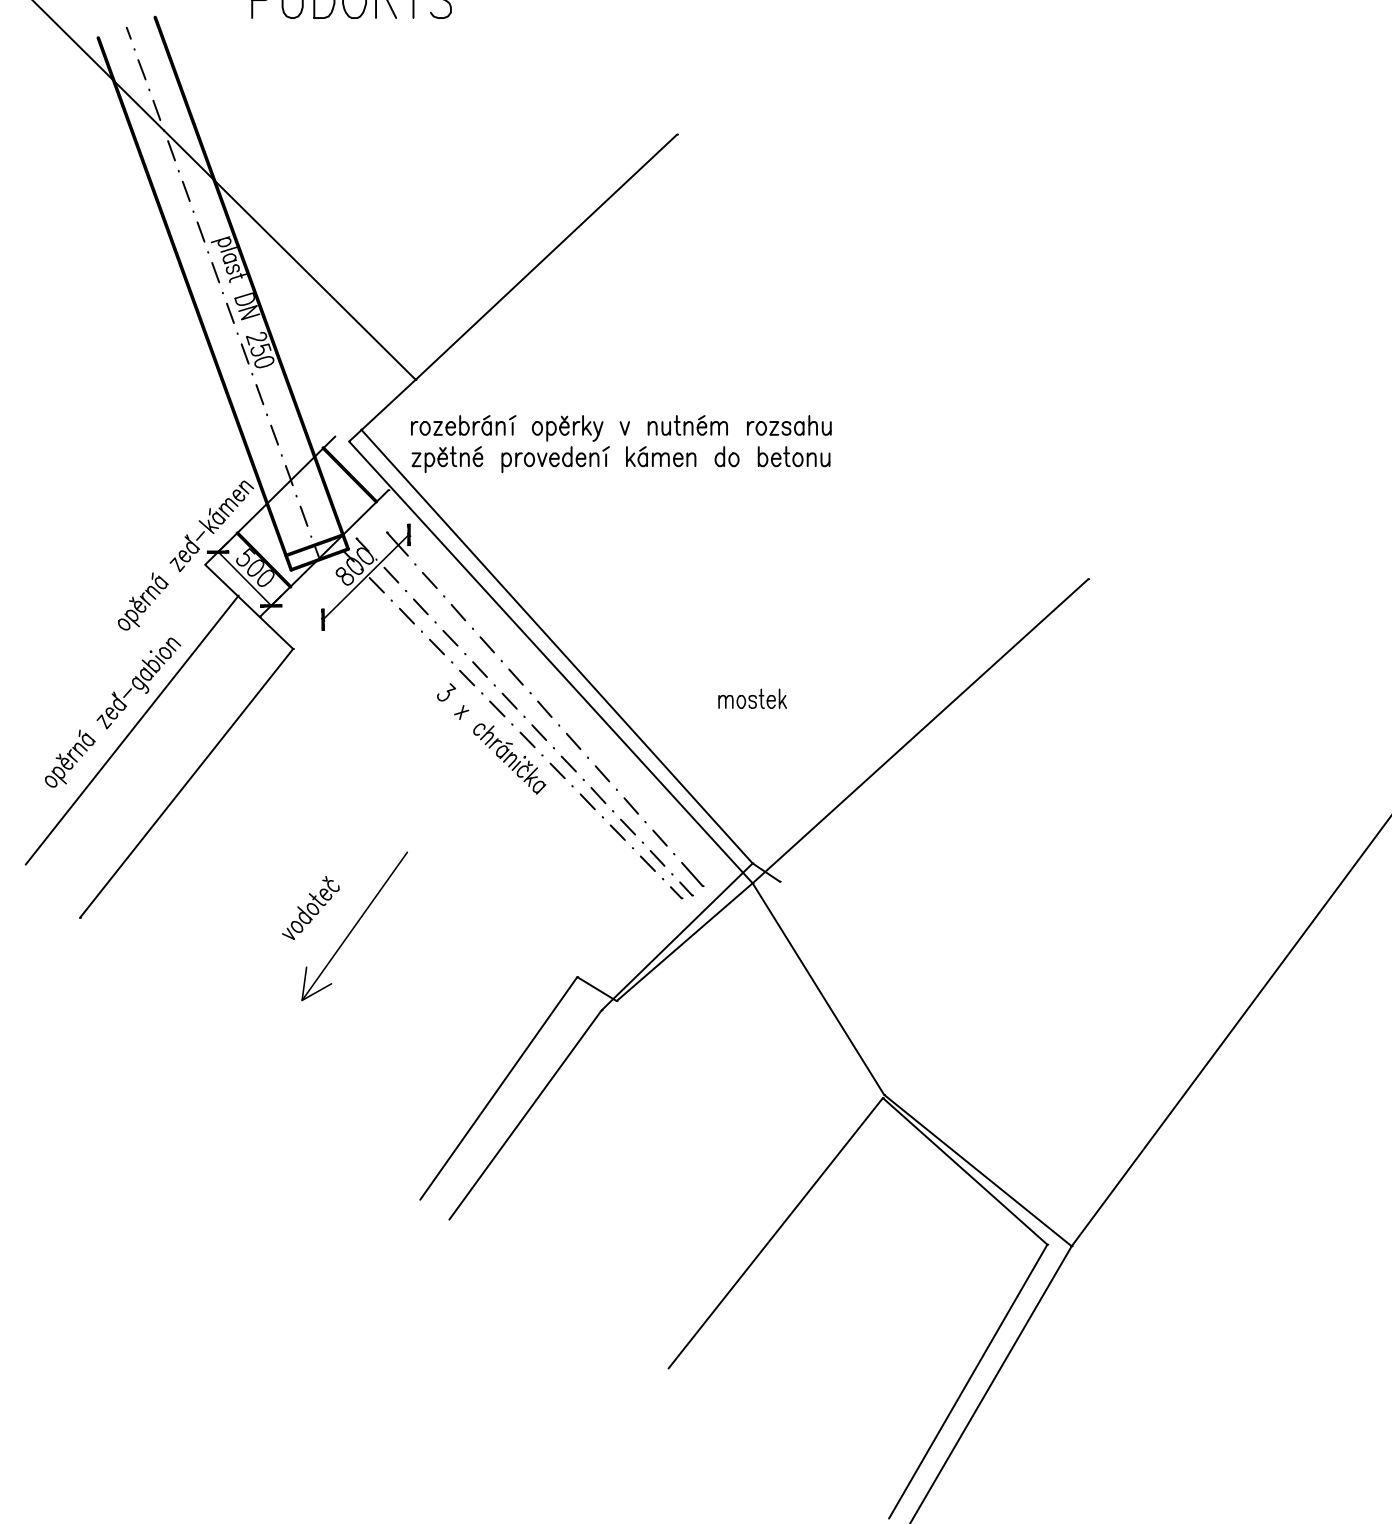 PŮDORYS
plast DN 250
rozebrání opěrky v nutném rozsahu
zpětné provedení kámen do betonu
opěrná zeď-kámen
500
800
opěrná zeď-gabion
3 x chránička
mostek
vodoteč